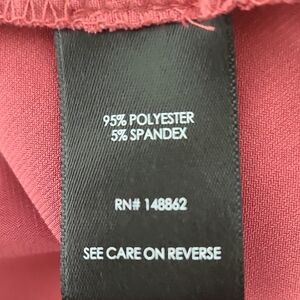 95% POLYESTER
5% SPANDEX
RN# 148862
SEE CARE ON REVERSE